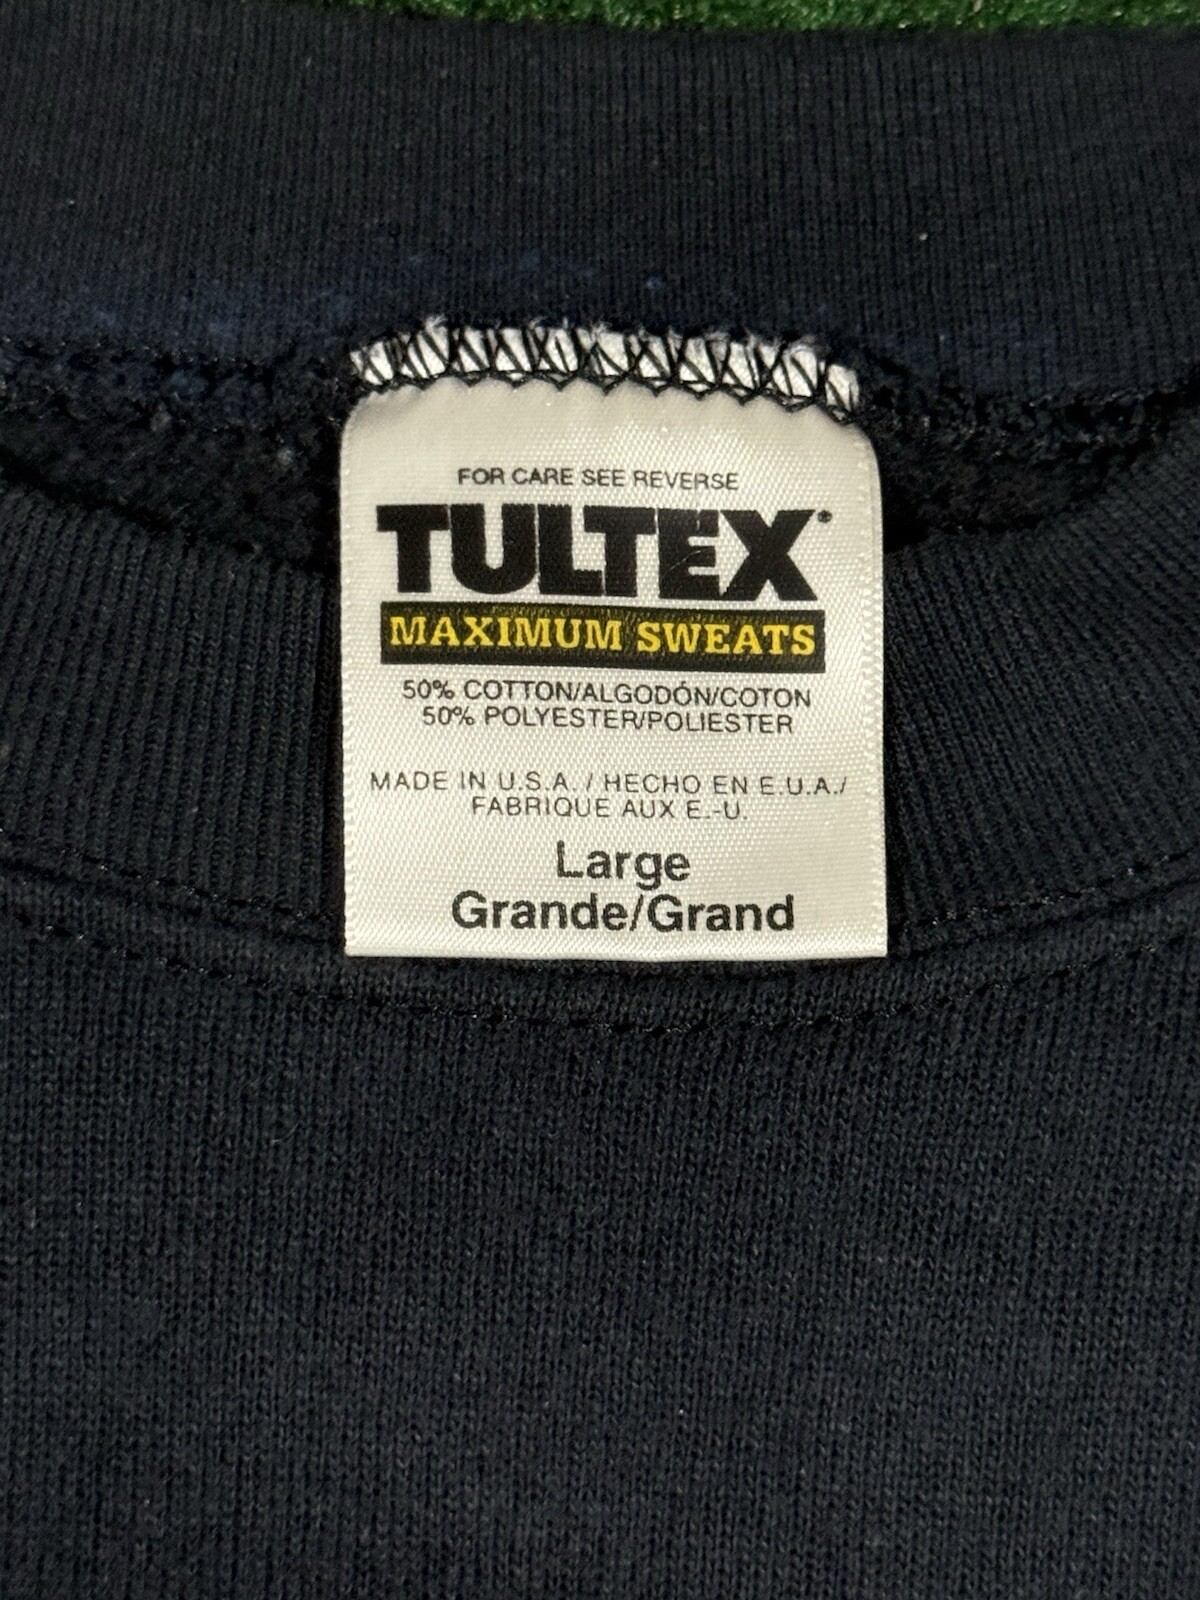 FOR CARE SEE REVERSE
TULTEX®
MAXIMUM SWEATS
50% COTTON/ALGODÓN/COTON
50% POLYESTER/POLIESTER
MADE IN U.S.A. / HECHO EN E.U.A./
FABRIQUE AUX E.-U.
Large
Grande/Grand